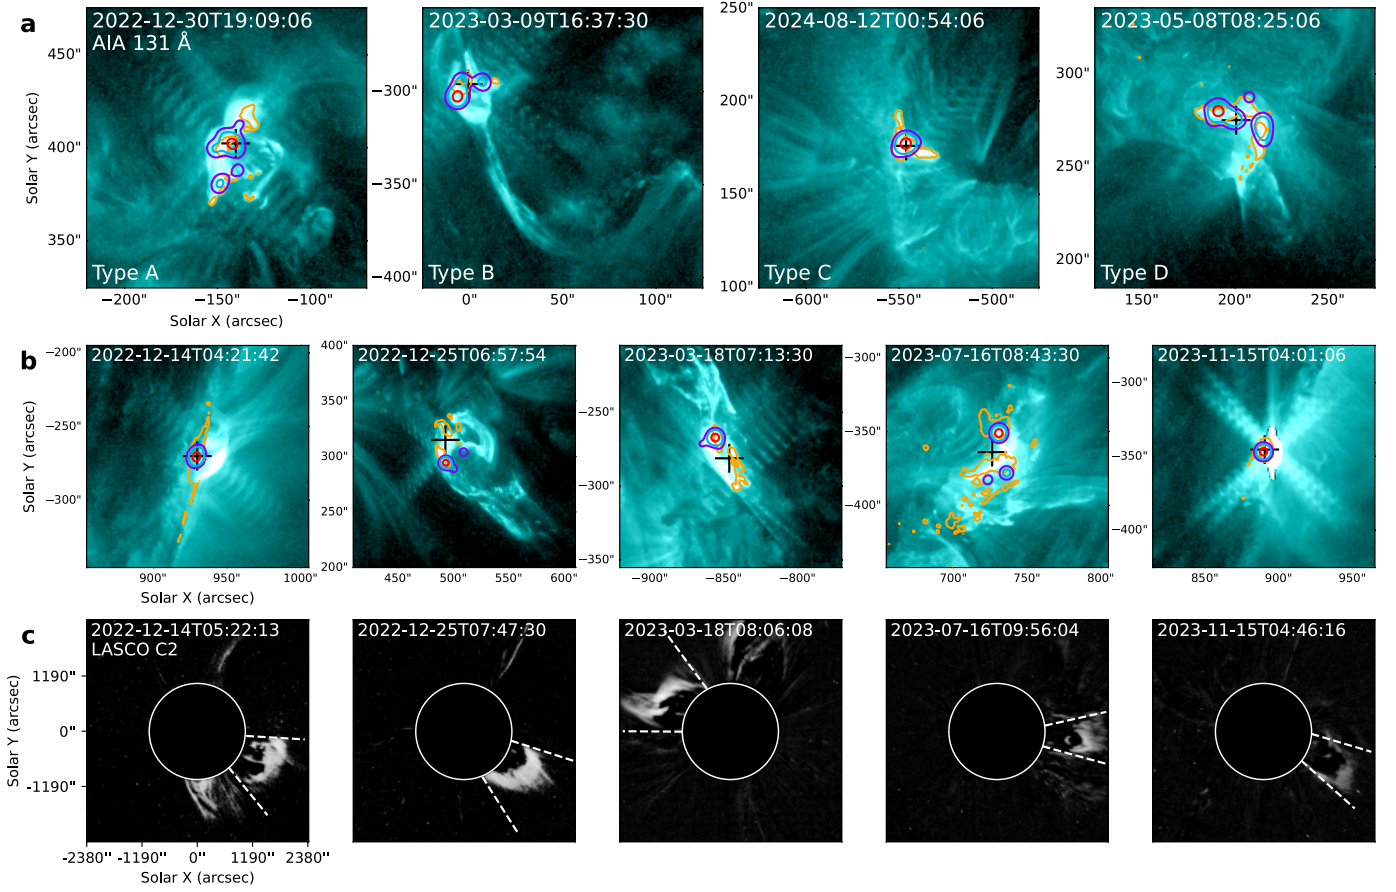 a
2022-12-30T19:09:06
AIA 131 Å
Type A
450"
400"
350"
Solar Y (arcsec)
−200"
−150"
−100"
Solar X (arcsec)
2023-03-09T16:37:30
Type B
−300"
−350"
−400"
0"
50"
100"
2024-08-12T00:54:06
Type C
250"
200"
150"
100"
−600"
−550"
−500"
2023-05-08T08:25:06
Type D
300"
250"
200"
150"
200"
250"
b
2022-12-14T04:21:42
−200"
−250"
−300"
Solar Y (arcsec)
900"
950"
1000"
Solar X (arcsec)
2022-12-25T06:57:54
400"
350"
300"
250"
200"
450"
500"
550"
600"
2023-03-18T07:13:30
−250"
−300"
−350"
−900"
−850"
−800"
2023-07-16T08:43:30
−300"
−350"
−400"
700"
750"
800"
2023-11-15T04:01:06
−300"
−350"
−400"
850"
900"
950"
c
2022-12-14T05:22:13
LASCO C2
1190"
0"
-1190"
Solar Y (arcsec)
-2380"
-1190"
0"
1190"
2380"
Solar X (arcsec)
2022-12-25T07:47:30
2023-03-18T08:06:08
2023-07-16T09:56:04
2023-11-15T04:46:16